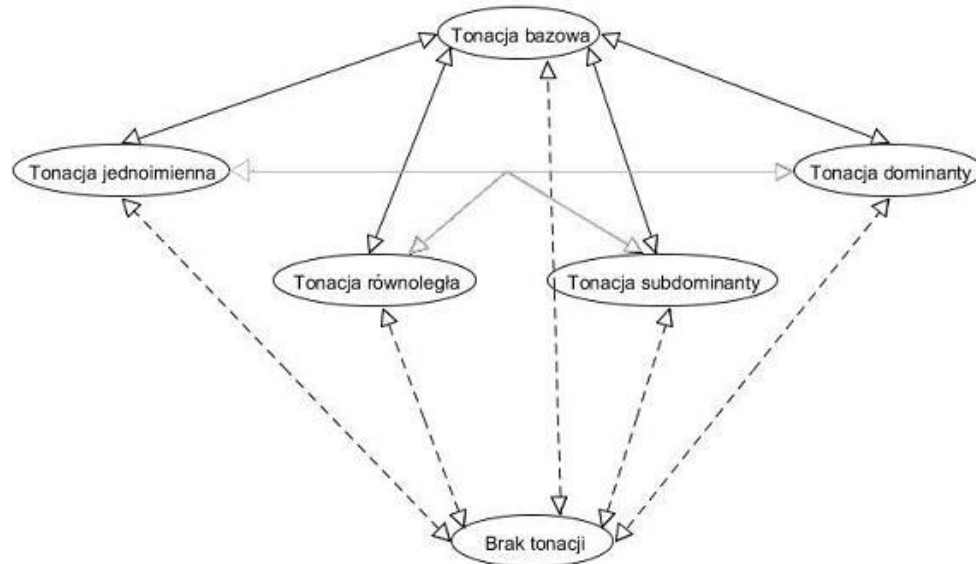 Tonacja bazowa
Tonacja jednoimienna
Tonacja dominanty
Tonacja równoległa
Tonacja subdominanty
Brak tonacji